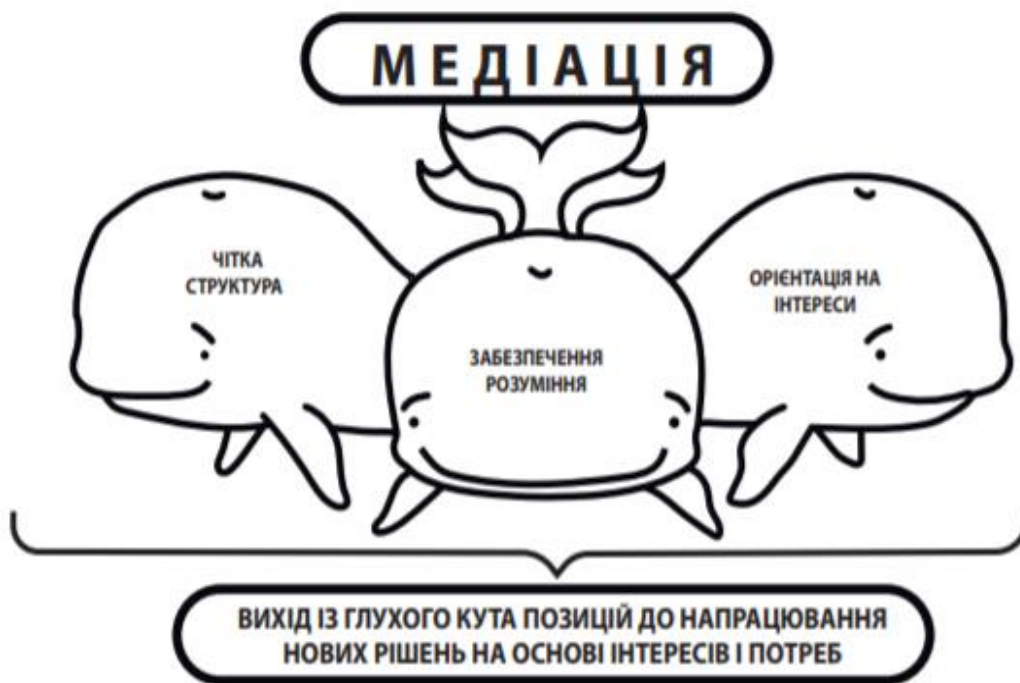 МЕДІАЦІЯ
ЧІТКА
СТРУКТУРА
ЗАБЕЗПЕЧЕННЯ
РОЗУМІННЯ
ОРІЄНТАЦІЯ НА
ІНТЕРЕСИ
ВИХІД ІЗ ГЛУХОГО КУТА ПОЗИЦІЙ ДО НАПРАЦЮВАННЯ
НОВИХ РІШЕНЬ НА ОСНОВІ ІНТЕРЕСІВ І ПОТРЕБ